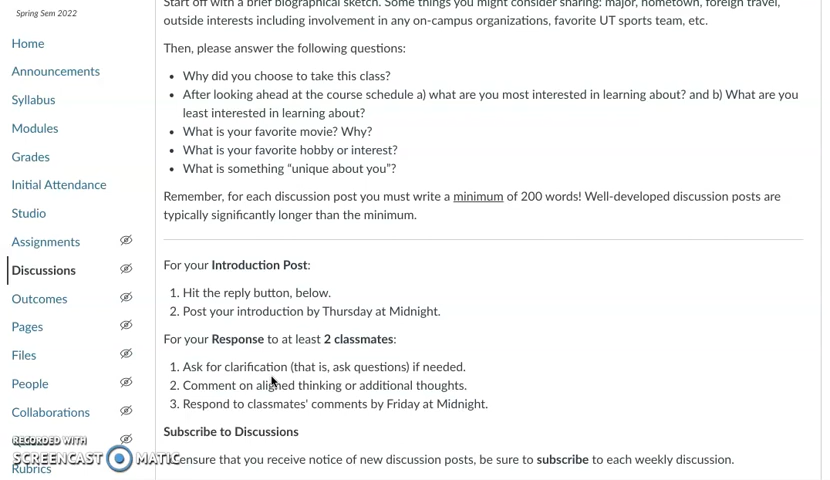 Spring Sem 2022
Home
Announcements
Syllabus
Modules
Grades
Initial Attendance
Studio
Assignments
Discussions
Outcomes
Pages
Files
People
Collaborations
Rubrics
Start off with a brief biographical sketch. Some things you might consider sharing: major, hometown, foreign travel,
outside interests including involvement in any on-campus organizations, favorite UT sports team, etc.
Then, please answer the following questions:
• Why did you choose to take this class?
• After looking ahead at the course schedule a) what are you most interested in learning about? and b) What are you
least interested in learning about?
• What is your favorite movie? Why?
• What is your favorite hobby or interest?
• What is something “unique about you”?
Remember, for each discussion post you must write a minimum of 200 words! Well-developed discussion posts are
typically significantly longer than the minimum.
For your Introduction Post:
1. Hit the reply button, below.
2. Post your introduction by Thursday at Midnight.
For your Response to at least 2 classmates:
1. Ask for clarification (that is, ask questions) if needed.
2. Comment on aligned thinking or additional thoughts.
3. Respond to classmates' comments by Friday at Midnight.
Subscribe to Discussions
ensure that you receive notice of new discussion posts, be sure to subscribe to each weekly discussion.
RECORDED WITH
SCREENCAST MATIC